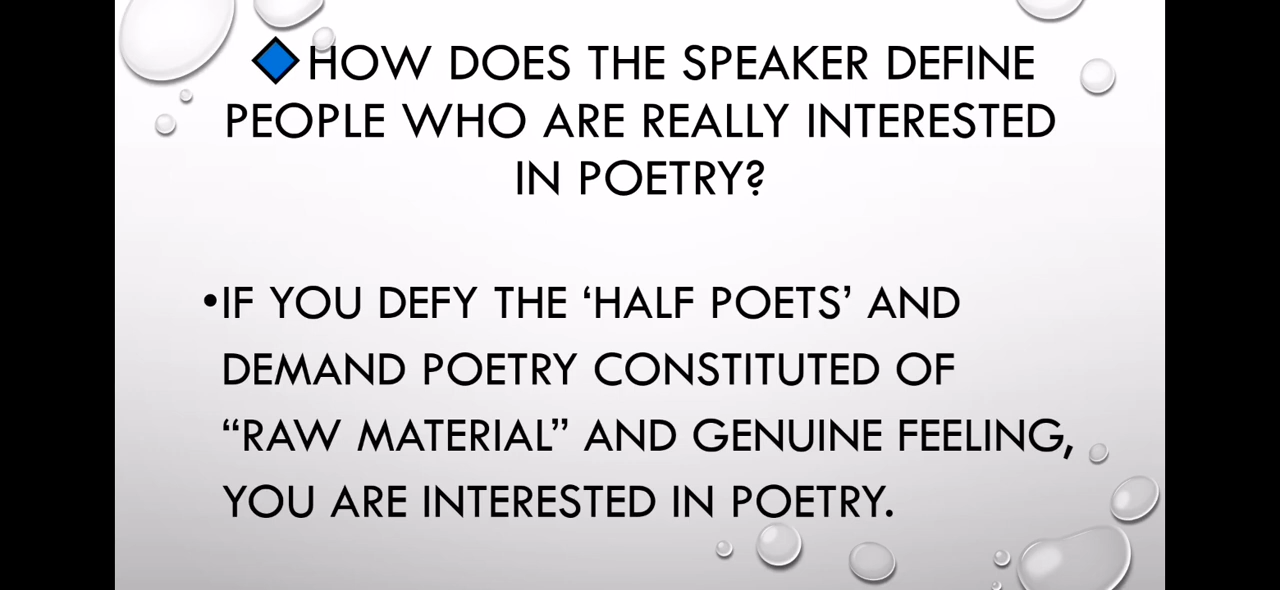 HOW DOES THE SPEAKER DEFINE
PEOPLE WHO ARE REALLY INTERESTED
IN POETRY?
•IF YOU DEFY THE ‘HALF POETS’ AND
DEMAND POETRY CONSTITUTED OF
“RAW MATERIAL” AND GENUINE FEELING,
YOU ARE INTERESTED IN POETRY.